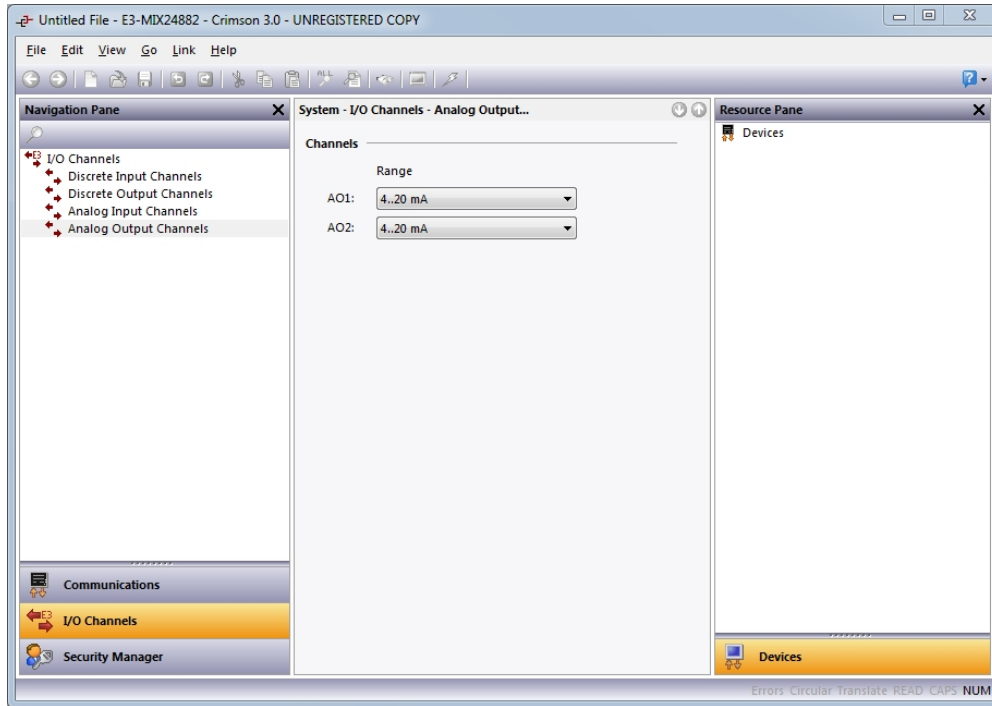 Untitled File - E3-MIX24882 - Crimson 3.0 - UNREGISTERED COPY
File Edit View Go Link Help
Navigation Pane
I/O Channels
Discrete Input Channels
Discrete Output Channels
Analog Input Channels
Analog Output Channels
Communications
E3
I/O Channels
Security Manager
System - I/O Channels - Analog Output...
Channels
Range
AO1: 4..20 mA
AO2: 4..20 mA
Resource Pane
Devices
Devices
Errors Circular Translate READ CAPS NUM